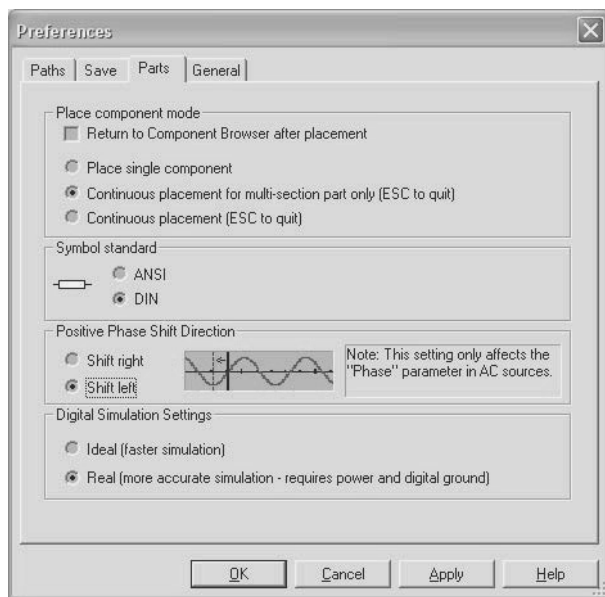 Preferences
Paths
Save
Parts
General
Place component mode
Return to Component Browser after placement
Place single component
Continuous placement for multi-section part only (ESC to quit)
Continuous placement (ESC to quit)
Symbol standard
ANSI
DIN
Positive Phase Shift Direction
Shift right
Shift left
Note: This setting only affects the
"Phase" parameter in AC sources.
Digital Simulation Settings
Ideal (faster simulation)
Real (more accurate simulation - requires power and digital ground)
OK
Cancel
Apply
Help